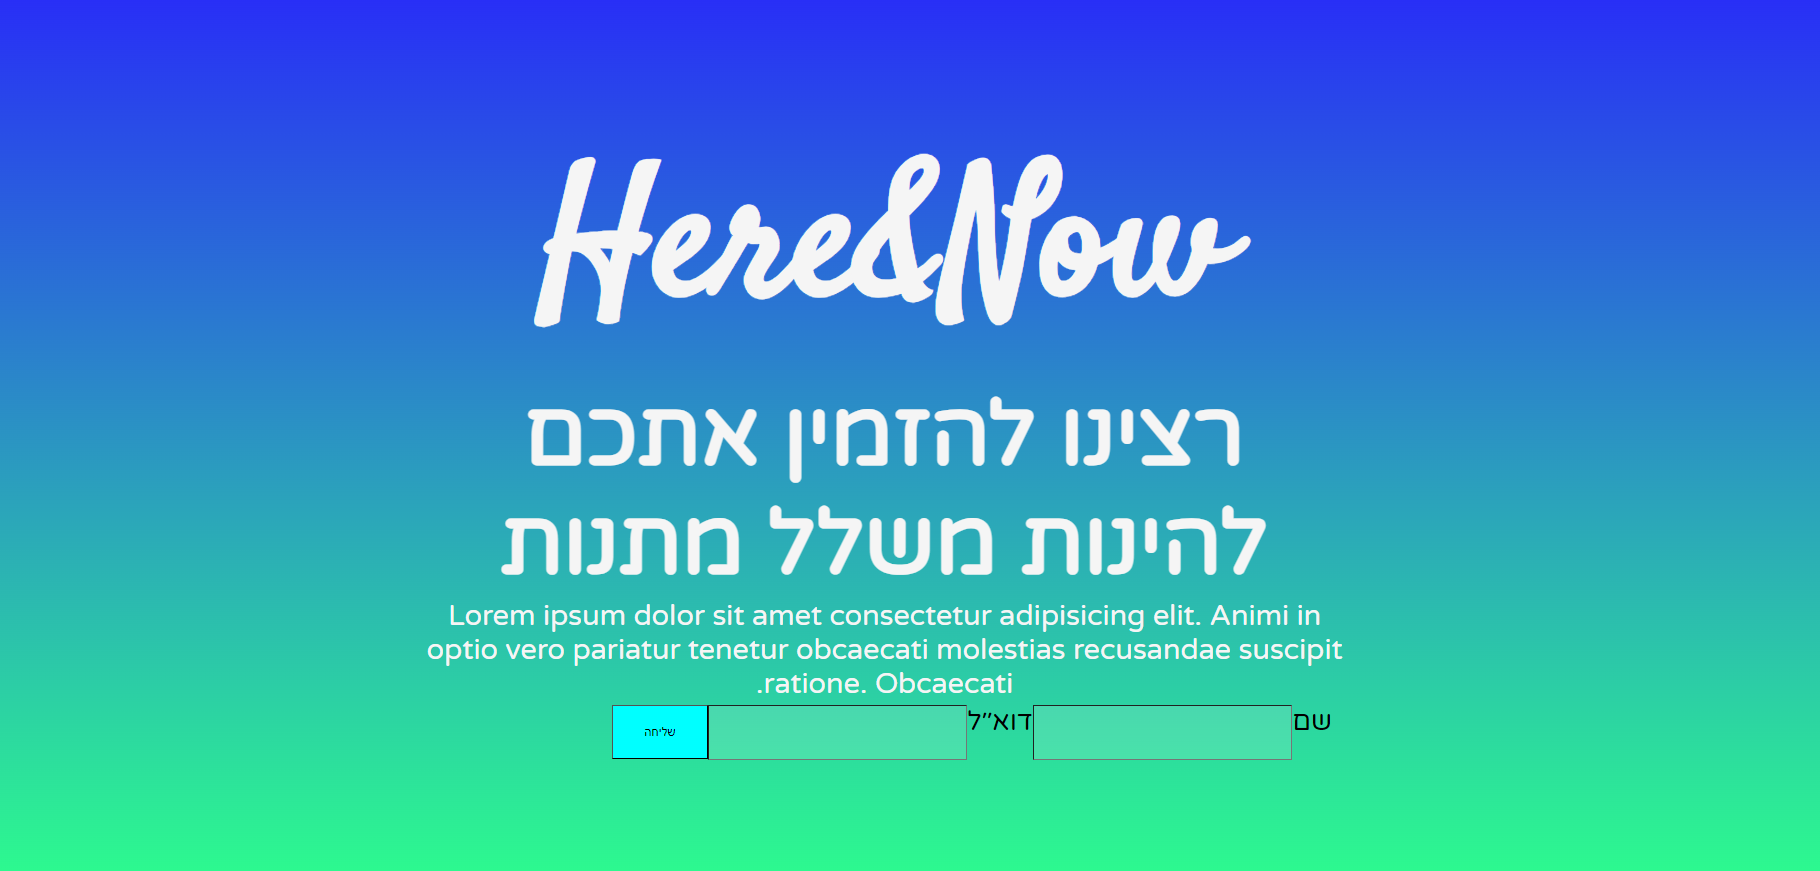 Here&Now
רצינו להזמין אתכם
להינות משלל מתנות
Lorem ipsum dolor sit amet consectetur adipisicing elit. Animi in
optio vero pariatur tenetur obcaecati molestias recusandae suscipit
.ratione. Obcaecati
שם דוא"ל שליחה